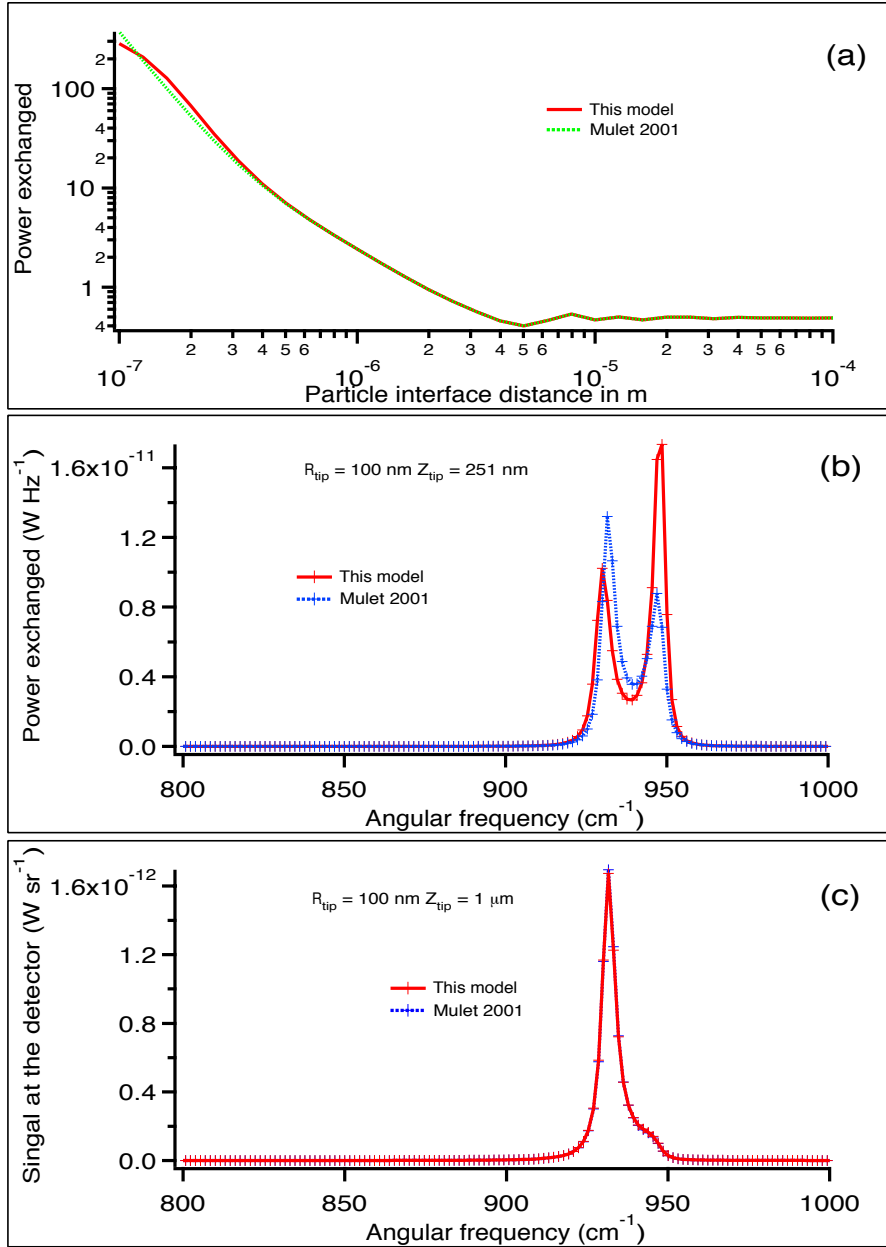 (a)
Power exchanged
2
100
4
2
10
4
2
1
4
This model
Mulet 2001
2 3 4 5 6 2 3 4 5 6 2 3 4 5 6
10^-7 10^-6 10^-5 10^-4
Particle interface distance in m
(b)
Power exchanged (W Hz^-1)
1.6x10^-11
1.2
0.8
0.4
0.0
R_tip = 100 nm Z_tip = 251 nm
This model
Mulet 2001
800 850 900 950 1000
Angular frequency (cm^-1)
(c)
Singal at the detector (W sr^-1)
1.6x10^-12
1.2
0.8
0.4
0.0
R_tip = 100 nm Z_tip = 1 μm
This model
Mulet 2001
800 850 900 950 1000
Angular frequency (cm^-1)